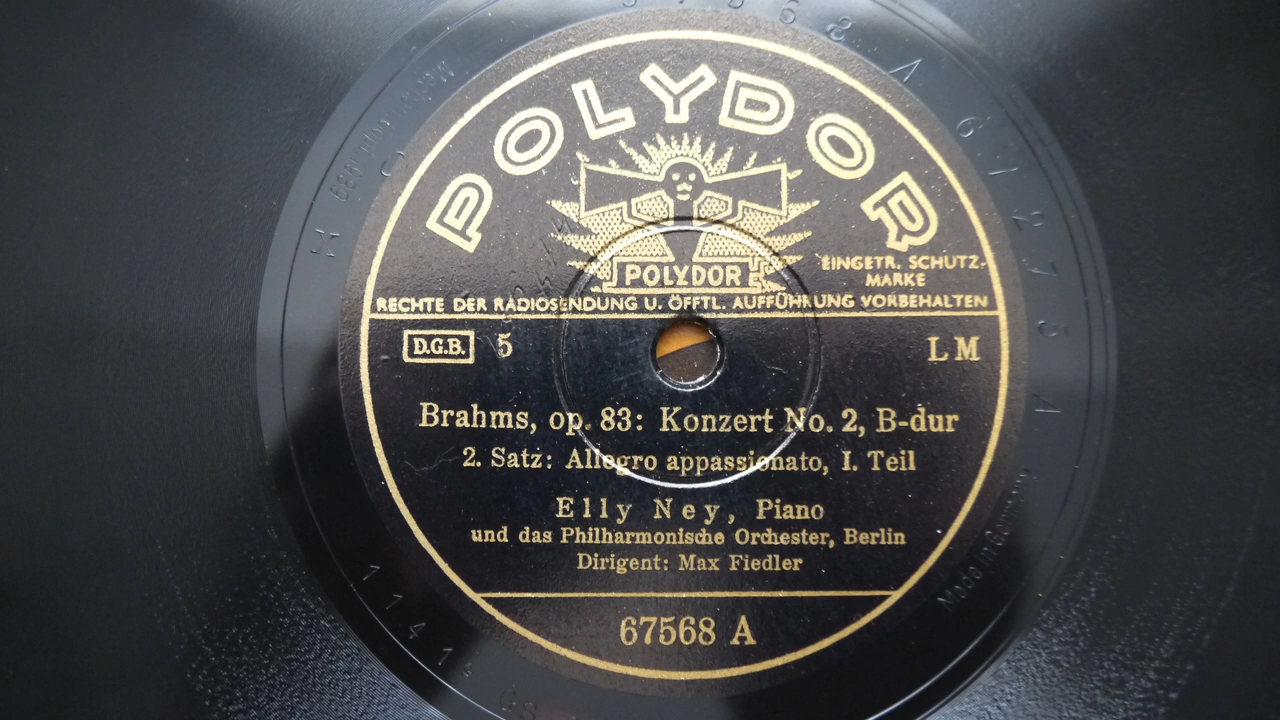 POLYDOR
POLYDOR
EINGETR. SCHUTZ-
MARKE
RECHTE DER RADIOSENDUNG U. ÖFFTL. AUFFÜHRUNG VORBEHALTEN
D.G.B. 5 LM
Brahms, op. 83: Konzert No. 2, B-dur
2. Satz: Allegro appassionato, I. Teil
Elly Ney, Piano
und das Philharmonische Orchester, Berlin
Dirigent: Max Fiedler
67568 A
67568 A 61275 A
Made in Germany